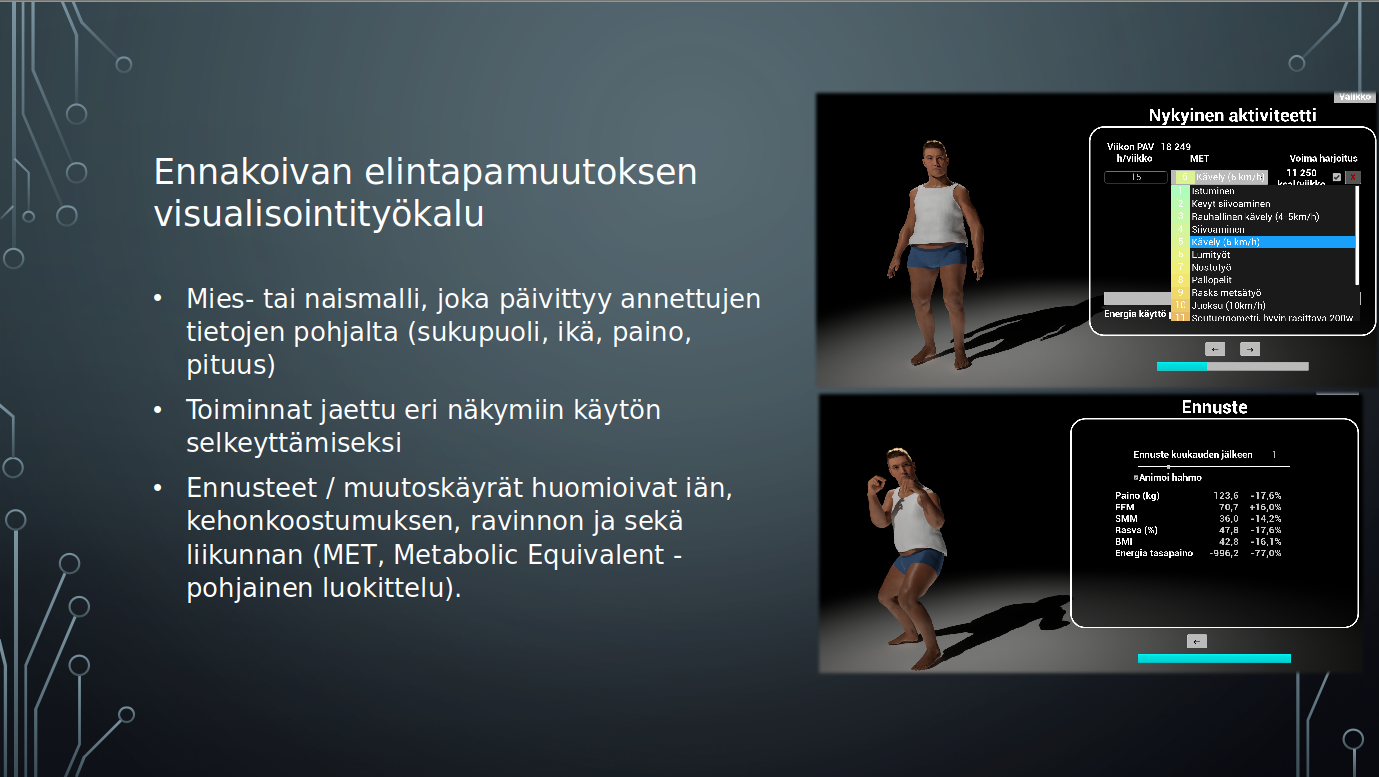 Ennakoivan elintapamuutoksen
visualisointityökalu
• Mies- tai naismalli, joka päivittyy annettujen
tietojen pohjalta (sukupuoli, ikä, paino,
pituus)
• Toiminnat jaettu eri näkymiin käytön
selkeyttämiseksi
• Ennusteet / muutoskäyrät huomioivat iän,
kehonkoostumuksen, ravinnon ja sekä
liikunnan (MET, Metabolic Equivalent -
pohjainen luokittelu).
Valikko
Nykyinen aktiviteetti
Viikon PAV 18 249
h/viikko MET Voima harjoitus
15 Kävely (6 km/h) 11 250 X
kcal/viikko
1 Istuminen
2 Kevyt siivoaminen
3 Rauhallinen kävely (4-5km/h)
4 Siivoaminen
5 Kävely (6 km/h)
6 Lumityöt
7 Nostotyö
8 Pallopelit
9 Rasks metsätyö
10 Juoksu (10km/h)
11 hyvin rasittava 200w
Energia käyttö
← →
Ennuste
Ennuste kuukauden jälkeen 1
Animoi hahmo
Paino (kg) 123,6 -17,6%
FFM 70,7 +16,0%
SMM 36,0 -14,2%
Rasva (%) 47,8 -17,6%
BMI 42,8 -16,1%
Energia tasapaino -996,2 -77,0%
←